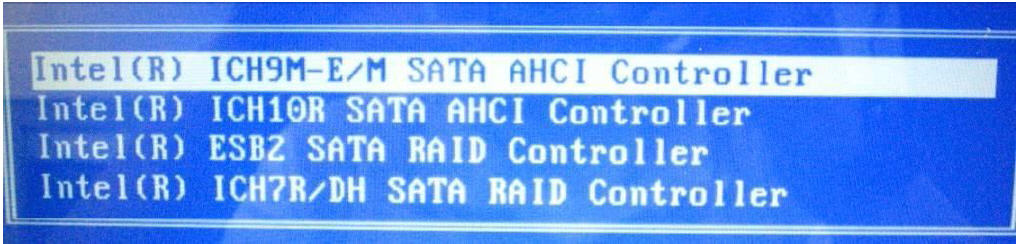 Intel(R) ICH9M-E/M SATA AHCI Controller
Intel(R) ICH10R SATA AHCI Controller
Intel(R) ESB2 SATA RAID Controller
Intel(R) ICH7R/DH SATA RAID Controller